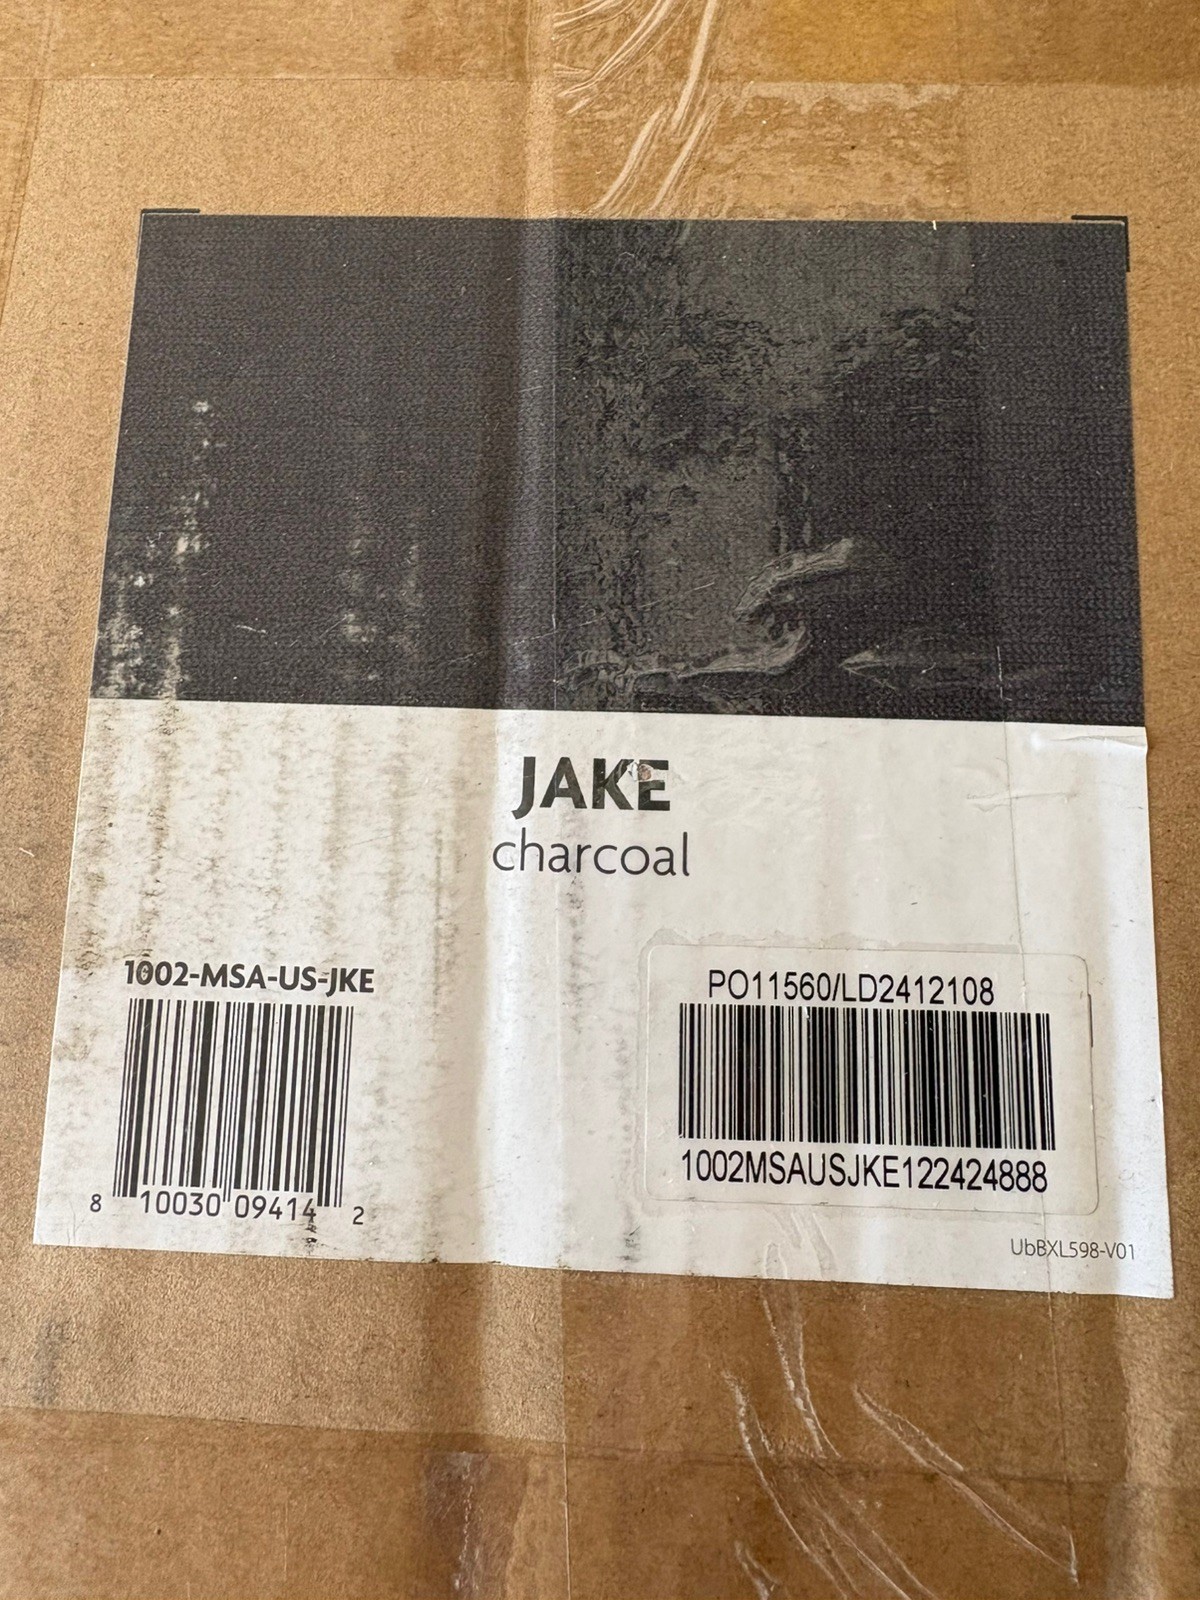 JAKE
charcoal
1002-MSA-US-JKE
8 10030 09414 2
PO11560/LD2412108
1002MSAUSJKE122424888
UbBXL598-V01